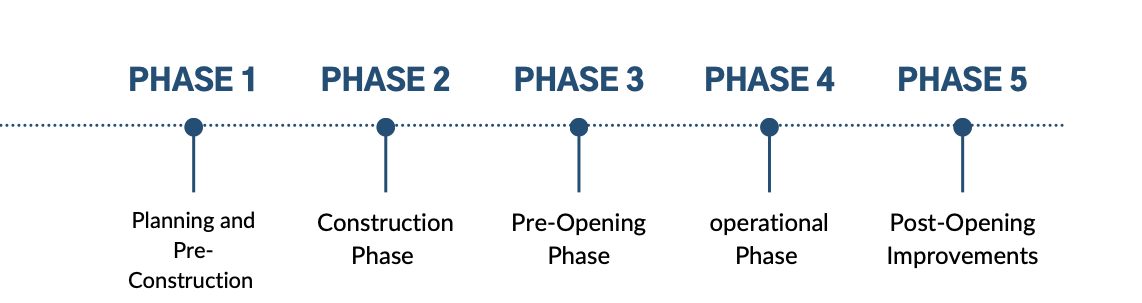 PHASE 1
PHASE 2
PHASE 3
PHASE 4
PHASE 5
Planning and
Pre-
Construction
Construction
Phase
Pre-Opening
Phase
operational
Phase
Post-Opening
Improvements